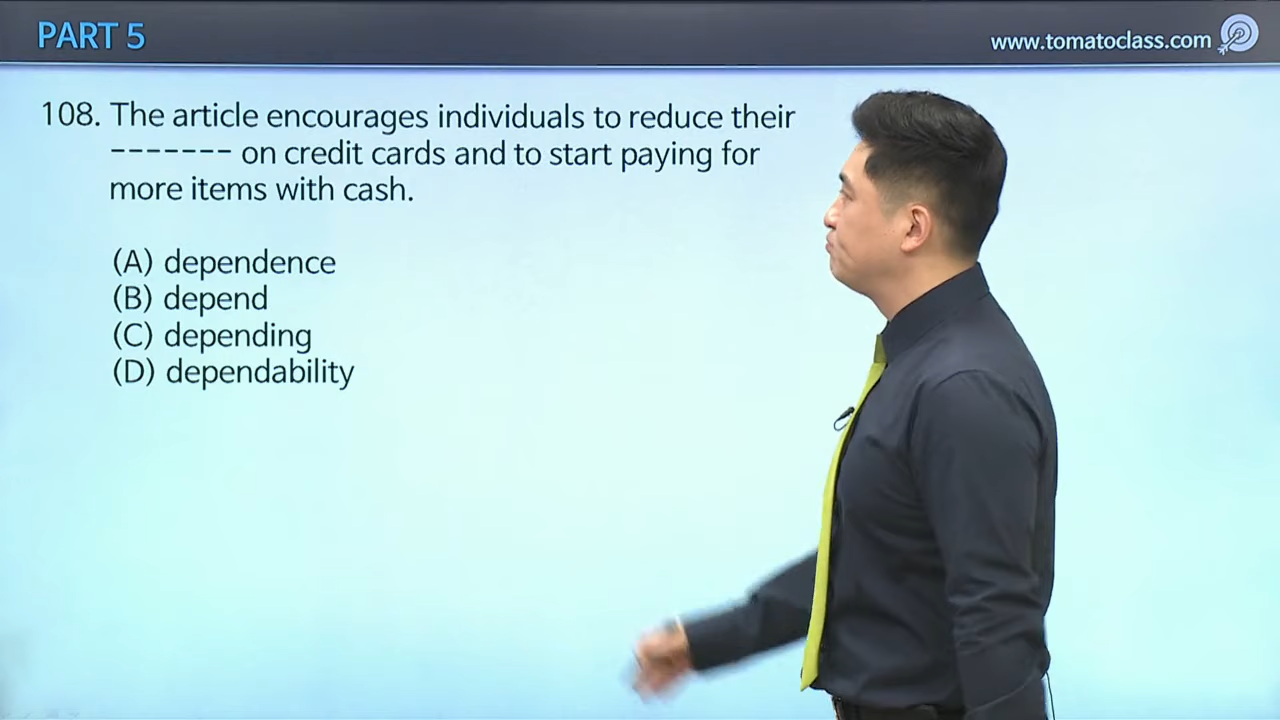 PART 5
www.tomatoclass.com
108. The article encourages individuals to reduce their
------- on credit cards and to start paying for
more items with cash.
(A) dependence
(B) depend
(C) depending
(D) dependability